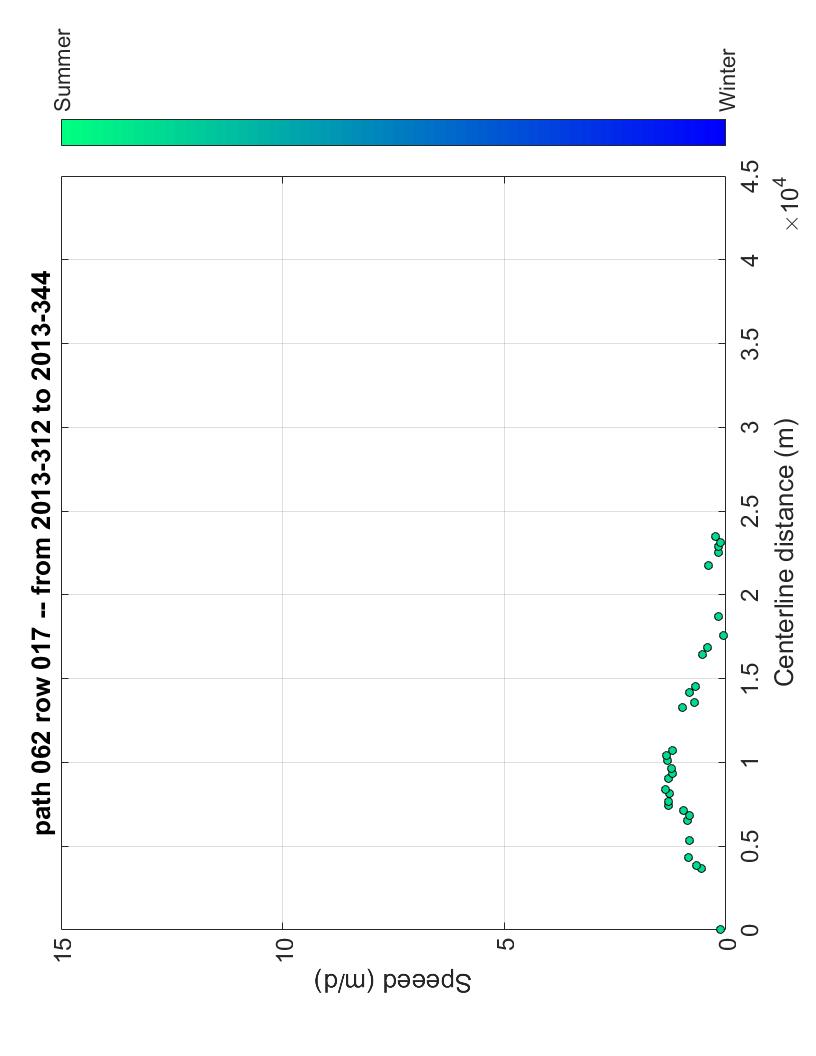 path 062 row 017 -- from 2013-312 to 2013-344
Speeed (m/d)
15
10
5
0
0 0.5 1 1.5 2 2.5 3 3.5 4 4.5
×10⁴
Centerline distance (m)
Summer
Winter